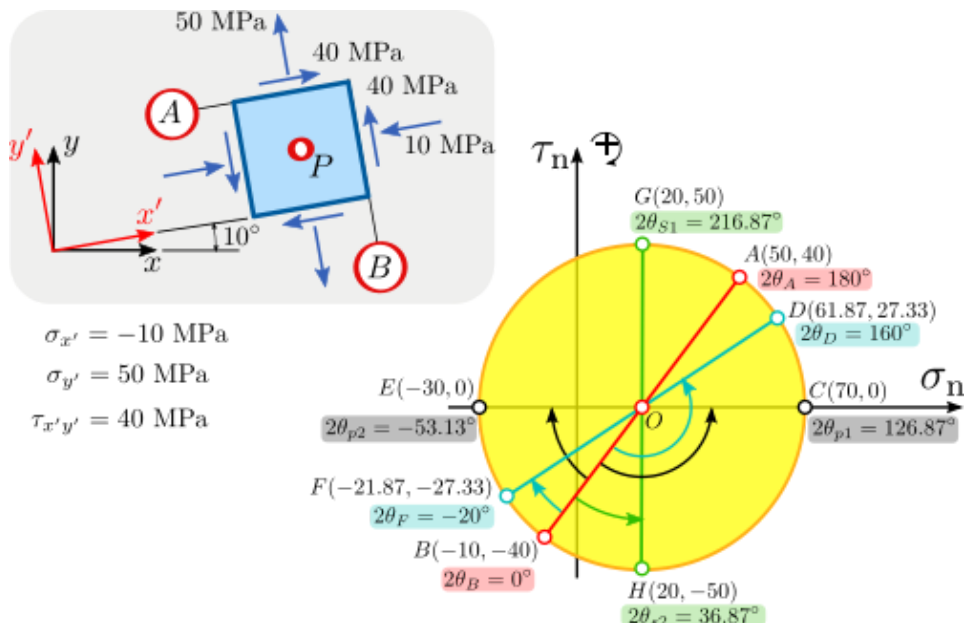 50 MPa
40 MPa
40 MPa
10 MPa
A
P
B
y'
y
x'
x
10°
σx′ = −10 MPa
σy′ = 50 MPa
τx′y′ = 40 MPa
τn
+
G(20, 50)
2θS1 = 216.87°
A(50, 40)
2θA = 180°
D(61.87, 27.33)
2θD = 160°
E(−30, 0)
C(70, 0)
σn
O
2θp2 = −53.13°
2θp1 = 126.87°
F(−21.87, −27.33)
2θF = −20°
B(−10, −40)
2θB = 0°
H(20, −50)
2θs2 = 36.87°